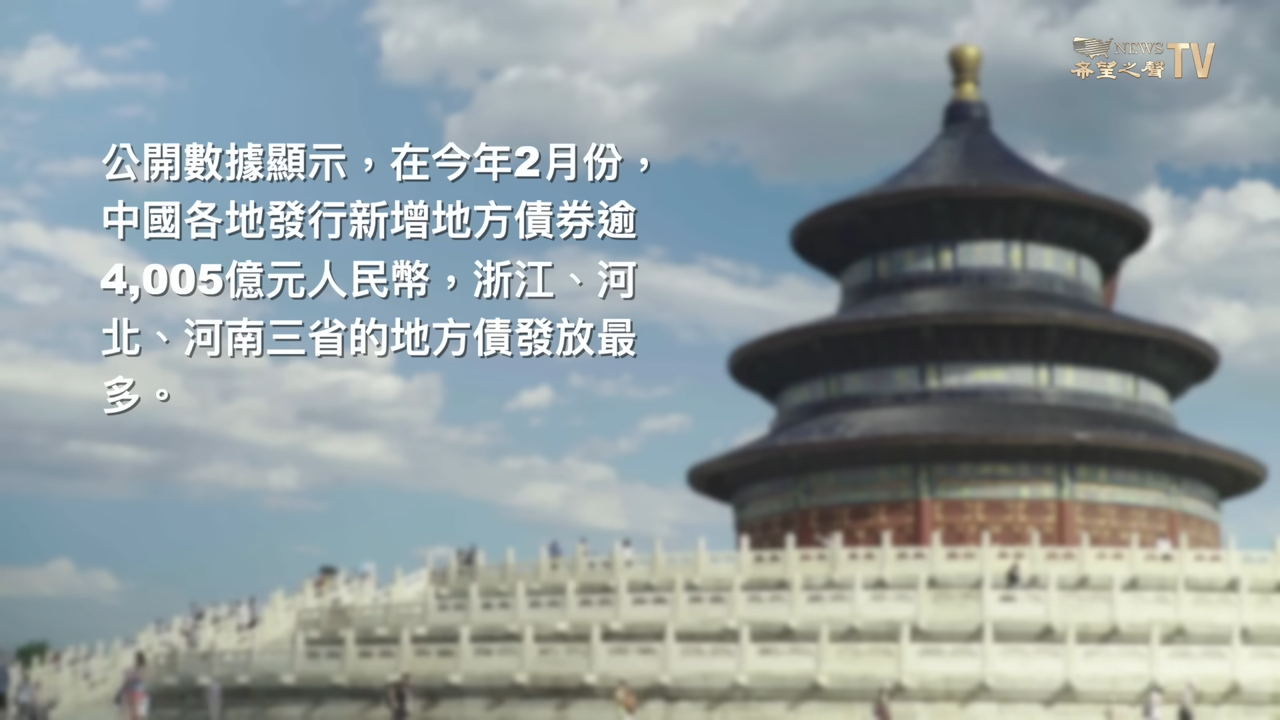 NEWS
希望之聲TV
公開數據顯示，在今年2月份，
中國各地發行新增地方債券逾
4,005億元人民幣，浙江、河
北、河南三省的地方債發放最
多。